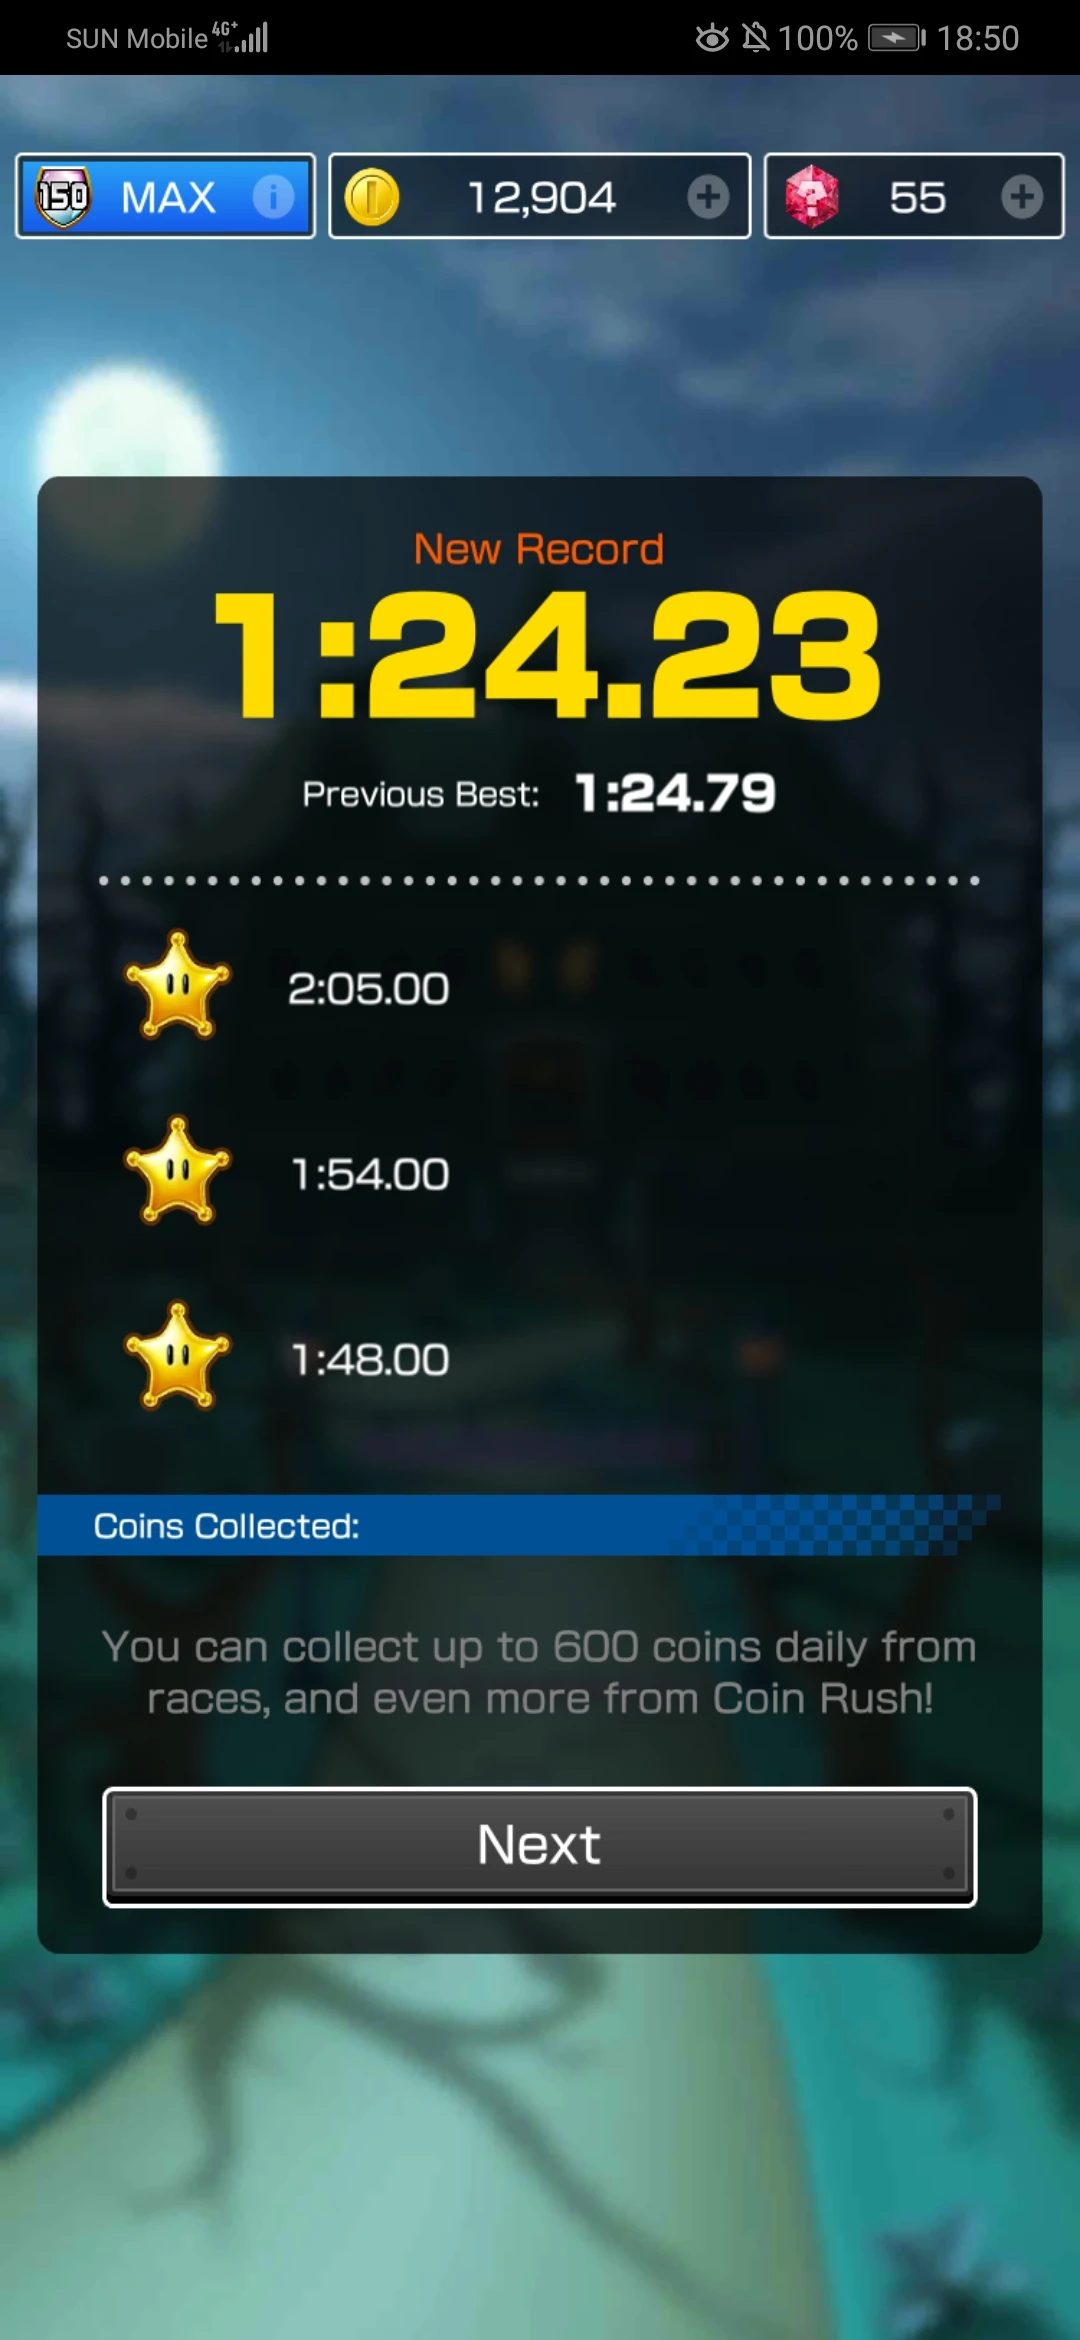 SUN Mobile 4G+ 100% 18:50
150 MAX i 12,904 + ? 55 +
New Record
1:24.23
Previous Best: 1:24.79
2:05.00
1:54.00
1:48.00
Coins Collected:
You can collect up to 600 coins daily from
races, and even more from Coin Rush!
Next